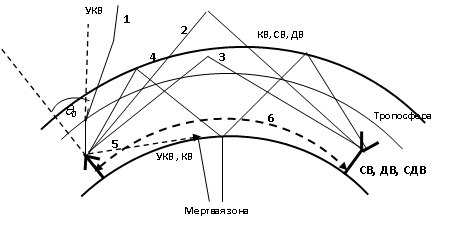 УКВ
1
2
КВ, СВ, ДВ
4
3
Тропосфера
6
5
УКВ , КВ
СВ, ДВ, СДВ
Мертвая зона